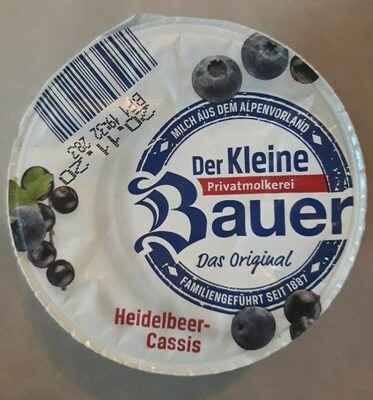 MILCH AUS DEM ALPENVORLAND
Der Kleine
Privatmolkerei
Bauer
Das Original
FAMILIENGEFÜHRT SEIT 1887
Heidelbeer-
Cassis